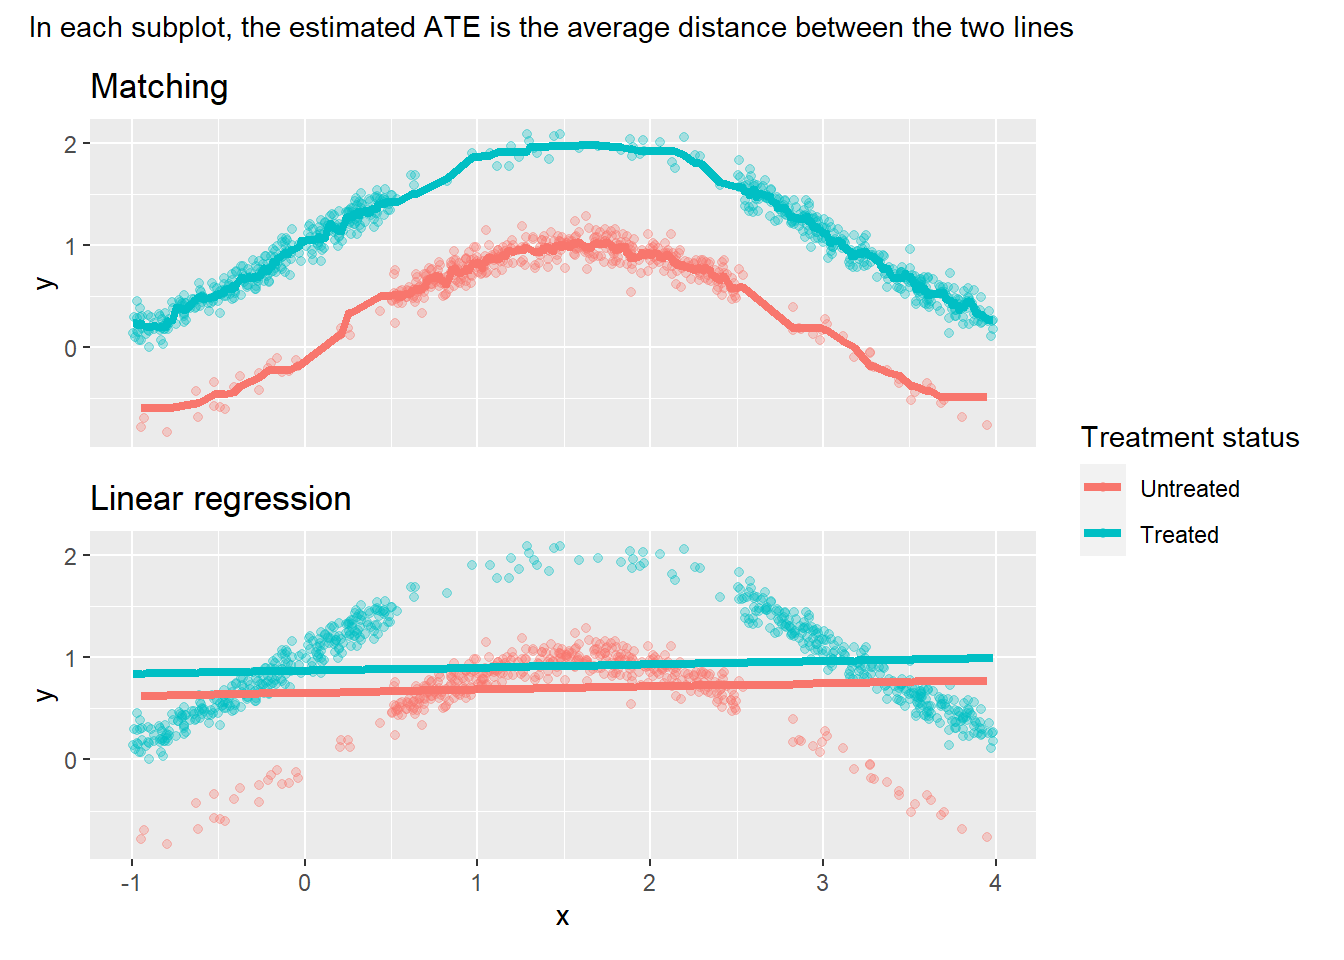 In each subplot, the estimated ATE is the average distance between the two lines
Matching
2
1
0
y
Linear regression
2
1
0
y
-1 0 1 2 3 4
x
Treatment status
Untreated
Treated